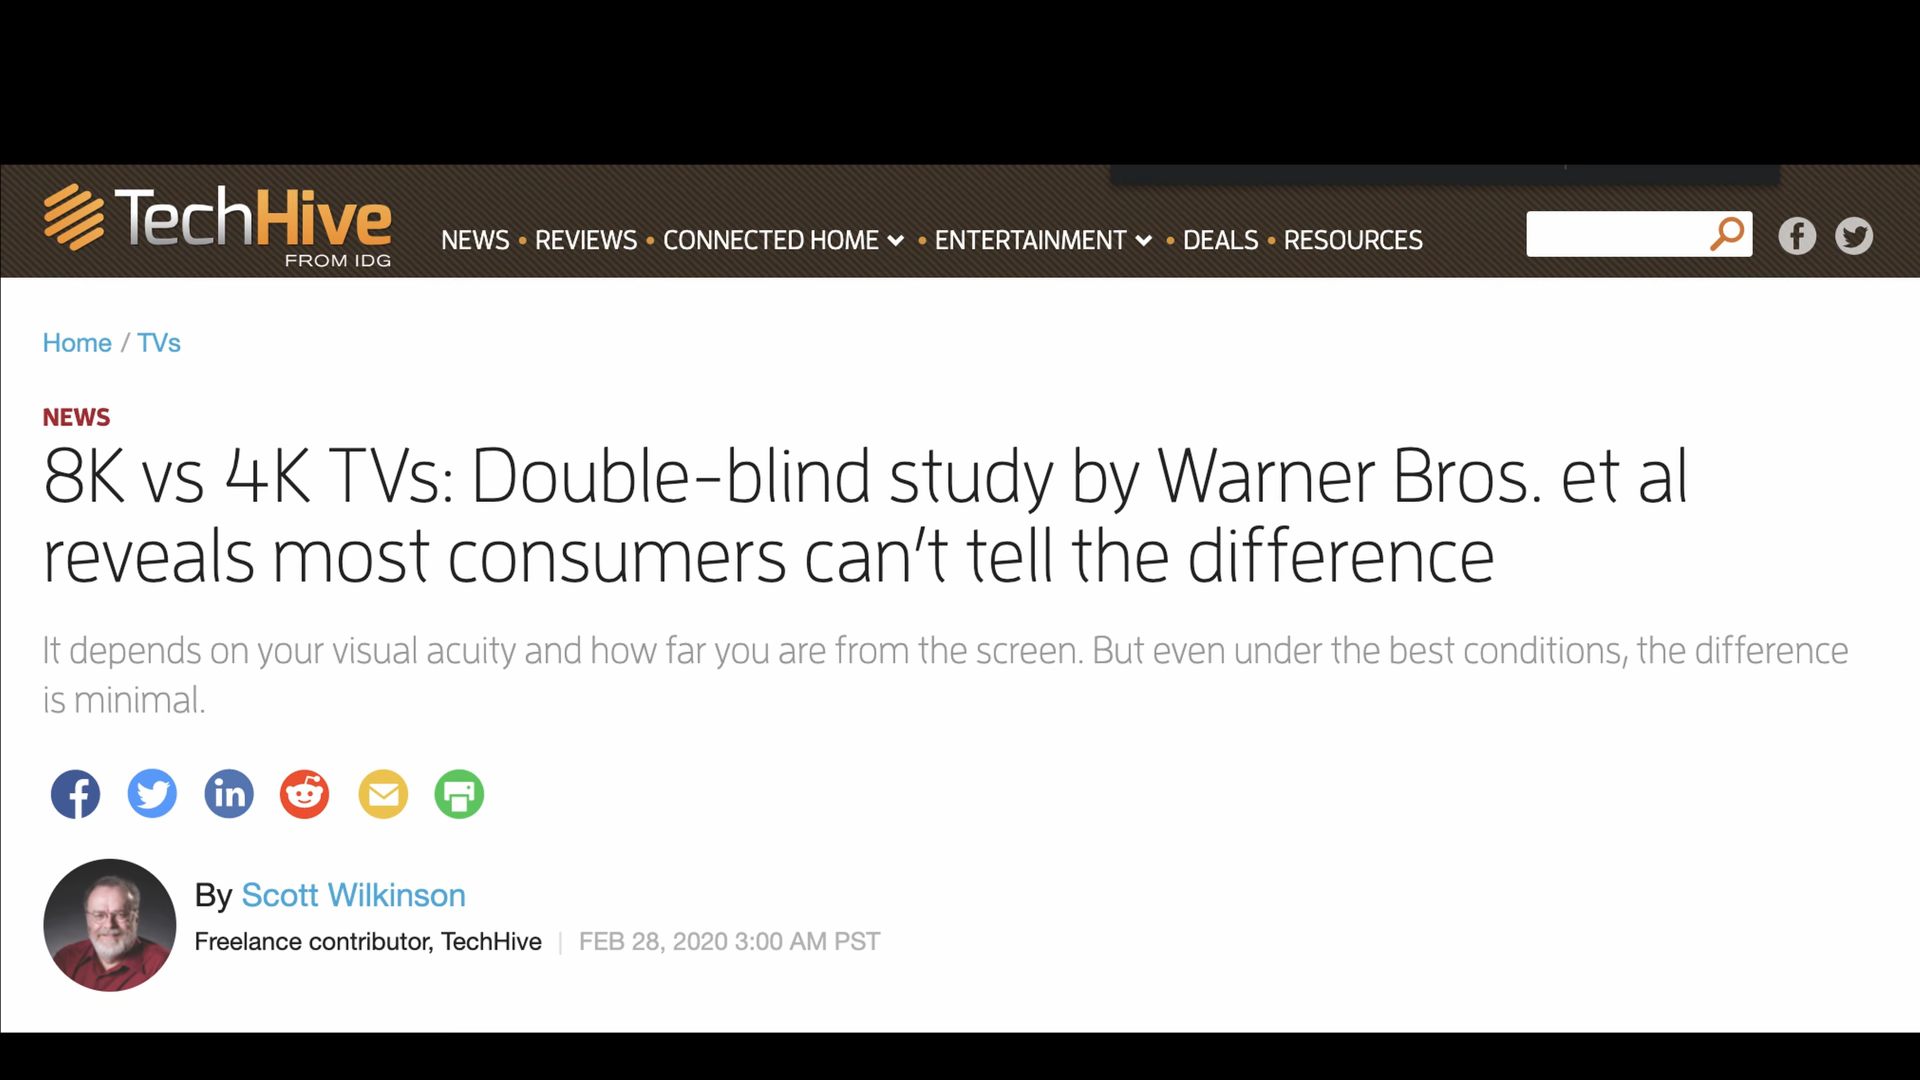 TechHive
FROM IDG
NEWS • REVIEWS • CONNECTED HOME • ENTERTAINMENT • DEALS • RESOURCES
Home / TVs
NEWS
8K vs 4K TVs: Double-blind study by Warner Bros. et al
reveals most consumers can't tell the difference
It depends on your visual acuity and how far you are from the screen. But even under the best conditions, the difference
is minimal.
By Scott Wilkinson
Freelance contributor, TechHive | FEB 28, 2020 3:00 AM PST